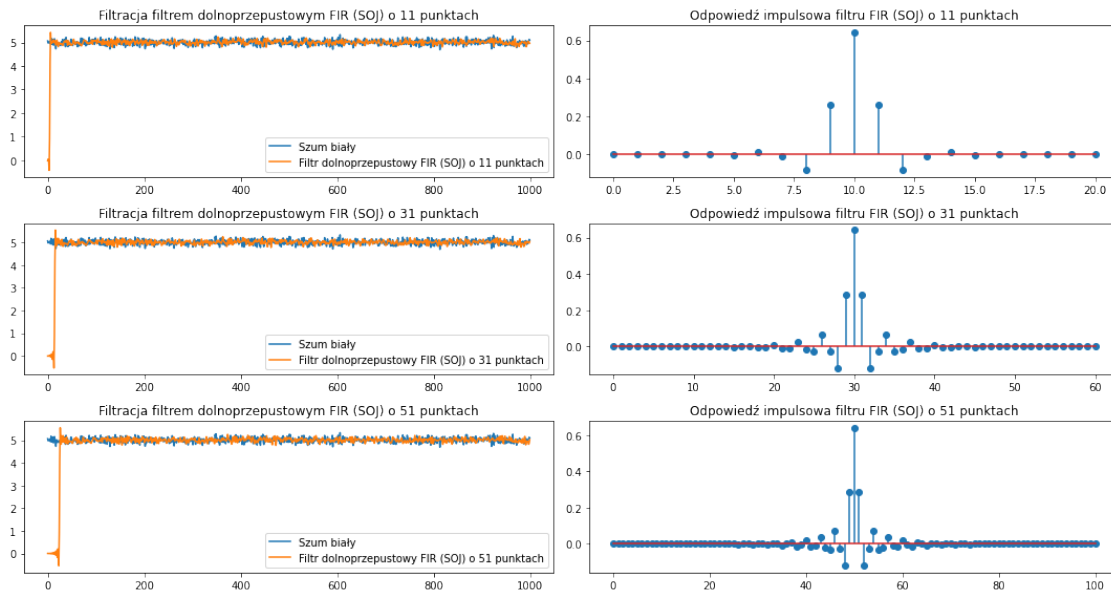 Filtracja filtrem dolnoprzepustowym FIR (SOJ) o 11 punktach
5
4
3
2
1
0
Szum biały
Filtr dolnoprzepustowy FIR (SOJ) o 11 punktach
0 200 400 600 800 1000
Odpowiedź impulsowa filtru FIR (SOJ) o 11 punktach
0.6
0.4
0.2
0.0
0.0 2.5 5.0 7.5 10.0 12.5 15.0 17.5 20.0
Filtracja filtrem dolnoprzepustowym FIR (SOJ) o 31 punktach
5
4
3
2
1
0
Szum biały
Filtr dolnoprzepustowy FIR (SOJ) o 31 punktach
0 200 400 600 800 1000
Odpowiedź impulsowa filtru FIR (SOJ) o 31 punktach
0.6
0.4
0.2
0.0
0 10 20 30 40 50 60
Filtracja filtrem dolnoprzepustowym FIR (SOJ) o 51 punktach
5
4
3
2
1
0
Szum biały
Filtr dolnoprzepustowy FIR (SOJ) o 51 punktach
0 200 400 600 800 1000
Odpowiedź impulsowa filtru FIR (SOJ) o 51 punktach
0.6
0.4
0.2
0.0
0 20 40 60 80 100